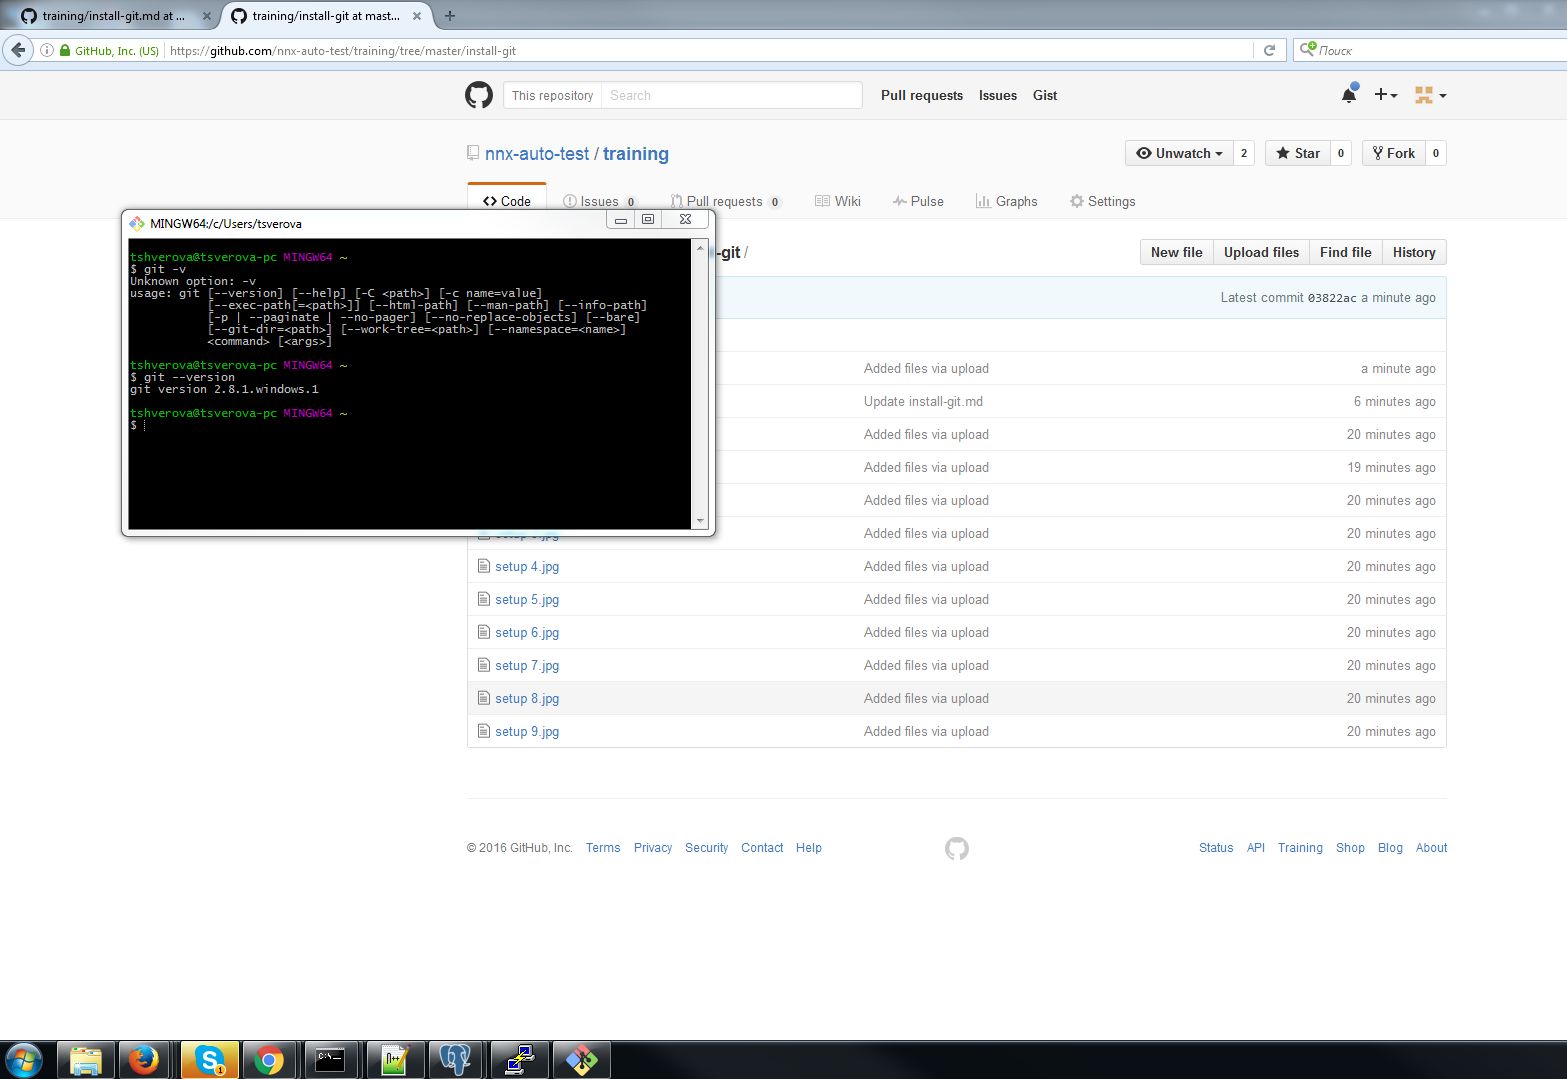 training/install-git.md at ...
training/install-git at mast...
GitHub, Inc. (US)
https://github.com/nnx-auto-test/training/tree/master/install-git
Поиск
This repository
Search
Pull requests
Issues
Gist
nnx-auto-test / training
Unwatch
2
Star
0
Fork
0
Code
Issues 0
Pull requests 0
Wiki
Pulse
Graphs
Settings
MINGW64:/c/Users/tsverova
tshverova@tsverova-pc MINGW64 ~
$ git -v
Unknown option: -v
usage: git [--version] [--help] [-C <path>] [-c name=value]
[--exec-path[=<path>]] [--html-path] [--man-path] [--info-path]
[-p | --paginate | --no-pager] [--no-replace-objects] [--bare]
[--git-dir=<path>] [--work-tree=<path>] [--namespace=<name>]
<command> [<args>]
tshverova@tsverova-pc MINGW64 ~
$ git --version
git version 2.8.1.windows.1
tshverova@tsverova-pc MINGW64 ~
$
-git /
New file
Upload files
Find file
History
Latest commit 03822ac a minute ago
Added files via upload a minute ago
Update install-git.md 6 minutes ago
Added files via upload 20 minutes ago
Added files via upload 19 minutes ago
Added files via upload 20 minutes ago
Added files via upload 20 minutes ago
setup 4.jpg Added files via upload 20 minutes ago
setup 5.jpg Added files via upload 20 minutes ago
setup 6.jpg Added files via upload 20 minutes ago
setup 7.jpg Added files via upload 20 minutes ago
setup 8.jpg Added files via upload 20 minutes ago
setup 9.jpg Added files via upload 20 minutes ago
© 2016 GitHub, Inc.
Terms
Privacy
Security
Contact
Help
Status
API
Training
Shop
Blog
About
C:\
N++
1